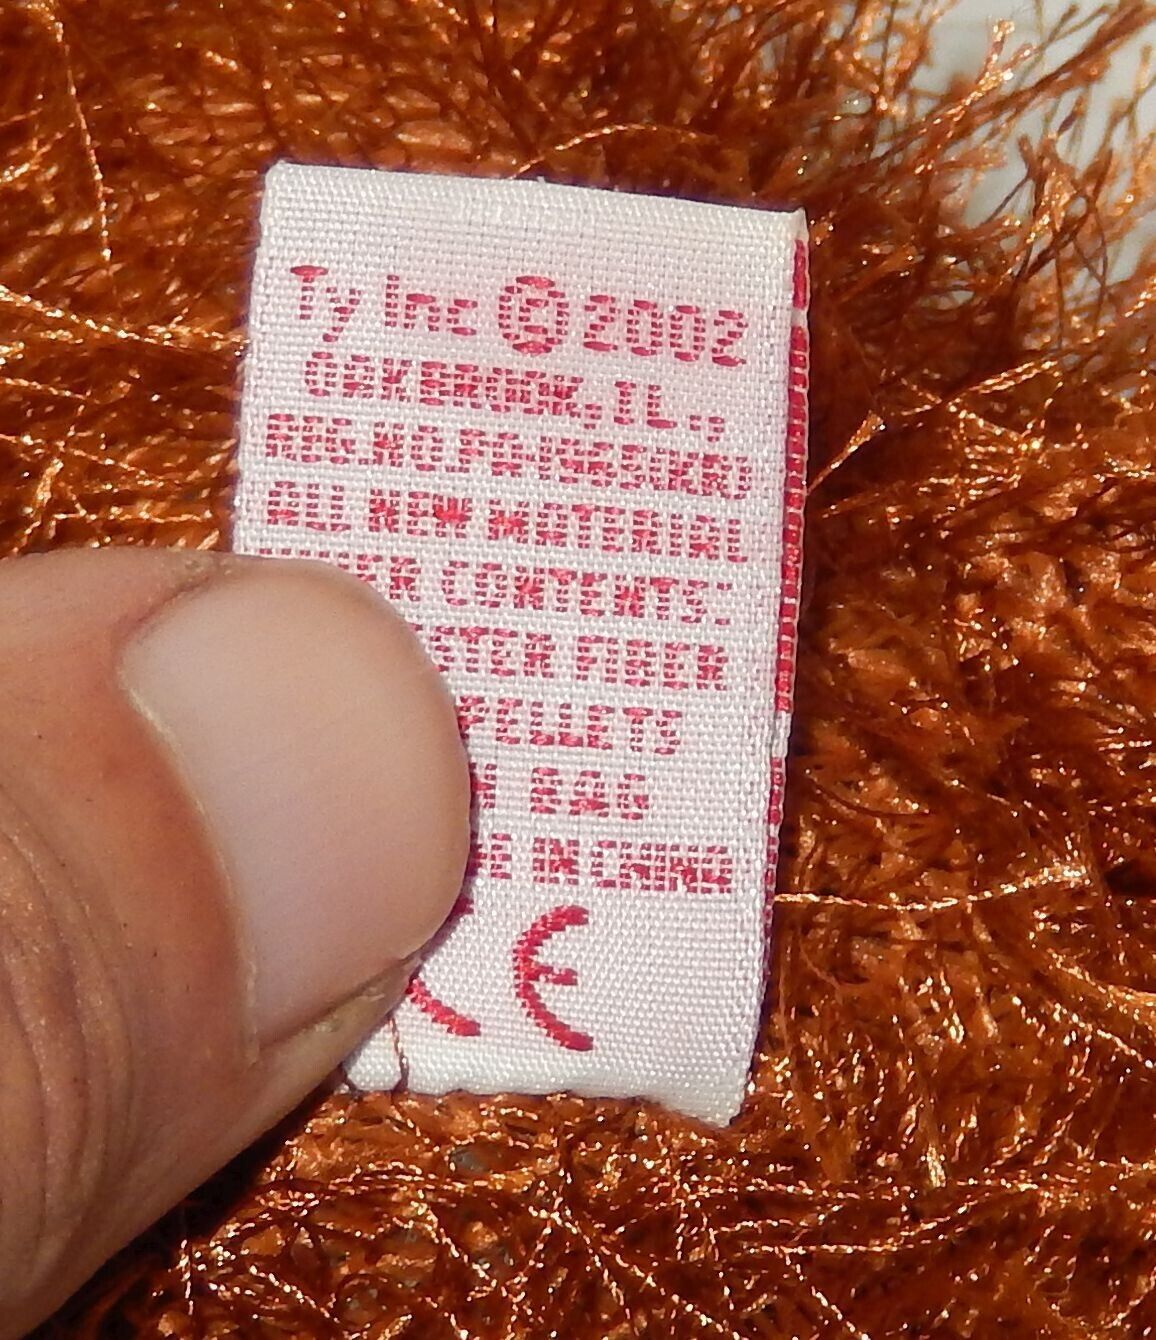 Ty Inc © 2002
OAKBROOK, IL.,
REG.NO.PA-1965(KR)
ALL NEW MATERIAL
CONTENTS:
FIBER
PELLETS
BAG
IN CHINA
CE